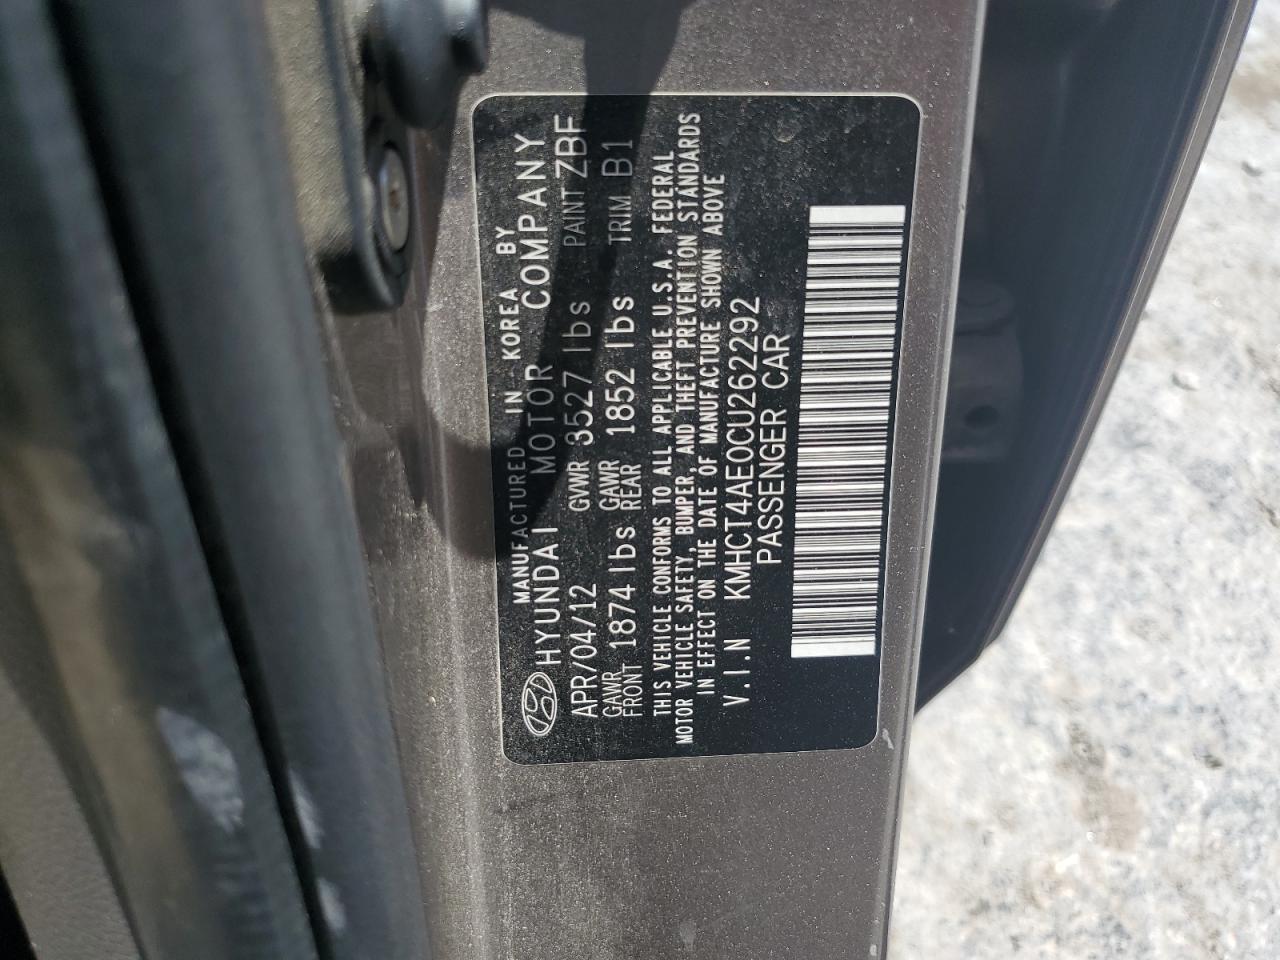 MANUFACTURED IN KOREA BY
HYUNDAI MOTOR COMPANY
APR/04/12 GVWR 3527 lbs PAINT ZBF
GAWR FRONT 1874 lbs GAWR REAR 1852 lbs TRIM B1
THIS VEHICLE CONFORMS TO ALL APPLICABLE U.S.A. FEDERAL
MOTOR VEHICLE SAFETY, BUMPER, AND THEFT PREVENTION STANDARDS
IN EFFECT ON THE DATE OF MANUFACTURE SHOWN ABOVE
V.I.N KMHCT4AE0CU262292
PASSENGER CAR